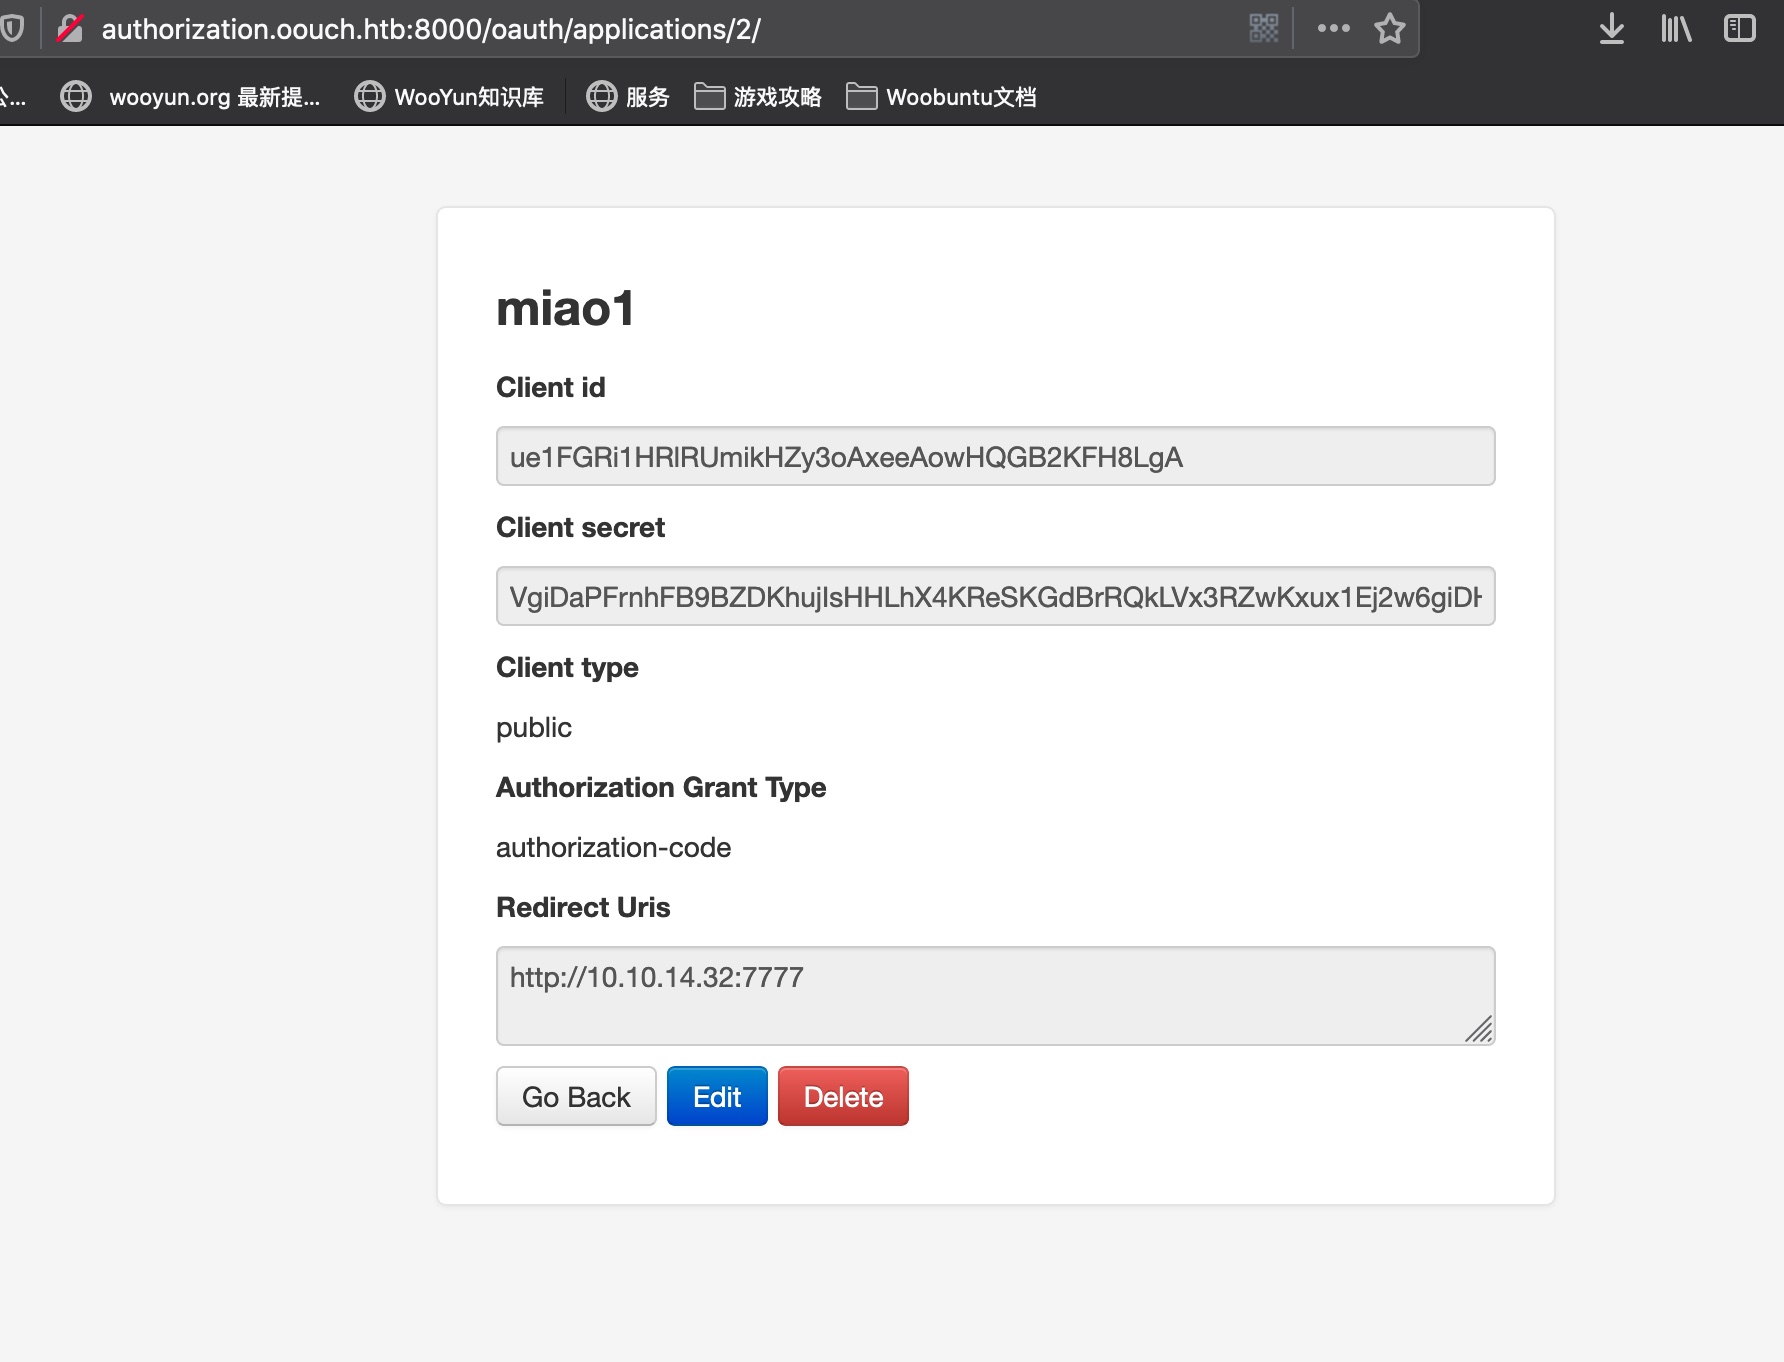 authorization.oouch.htb:8000/oauth/applications/2/
公... wooyun.org 最新提... WooYun知识库 服务 游戏攻略 Woobuntu文档
miao1
Client id
ue1FGRi1HRlRUmikHZy3oAxeeAowHQGB2KFH8LgA
Client secret
VgiDaPFrnhFB9BZDKhujIsHHLhX4KReSKGdBrRQkLVx3RZwKxux1Ej2w6giDH
Client type
public
Authorization Grant Type
authorization-code
Redirect Uris
http://10.10.14.32:7777
Go Back Edit Delete